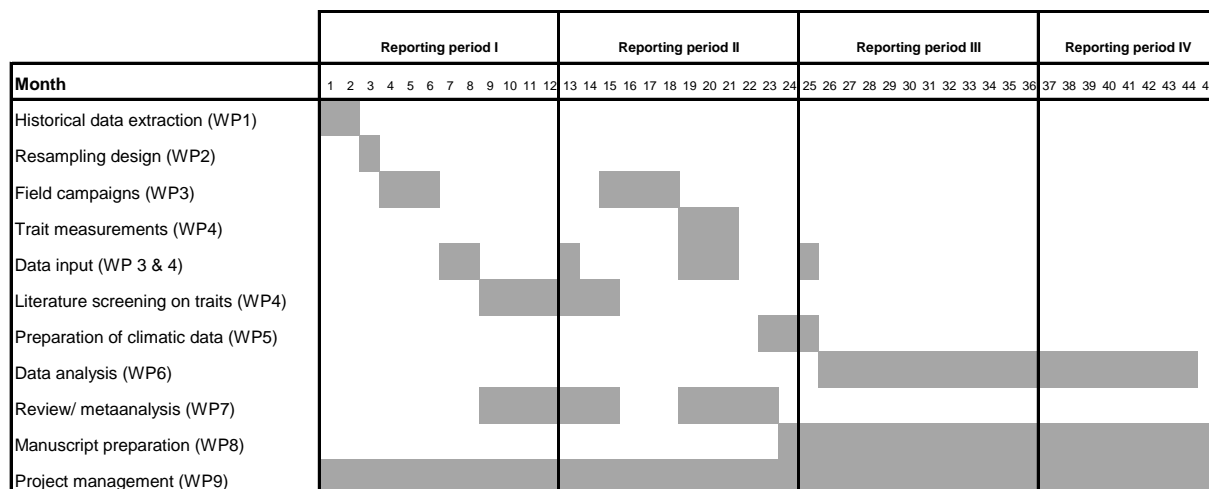 Reporting period I Reporting period II Reporting period III Reporting period IV
Month 1 2 3 4 5 6 7 8 9 10 11 12 13 14 15 16 17 18 19 20 21 22 23 24 25 26 27 28 29 30 31 32 33 34 35 36 37 38 39 40 41 42 43 44 4
Historical data extraction (WP1)
Resampling design (WP2)
Field campaigns (WP3)
Trait measurements (WP4)
Data input (WP 3 & 4)
Literature screening on traits (WP4)
Preparation of climatic data (WP5)
Data analysis (WP6)
Review/ metaanalysis (WP7)
Manuscript preparation (WP8)
Project management (WP9)